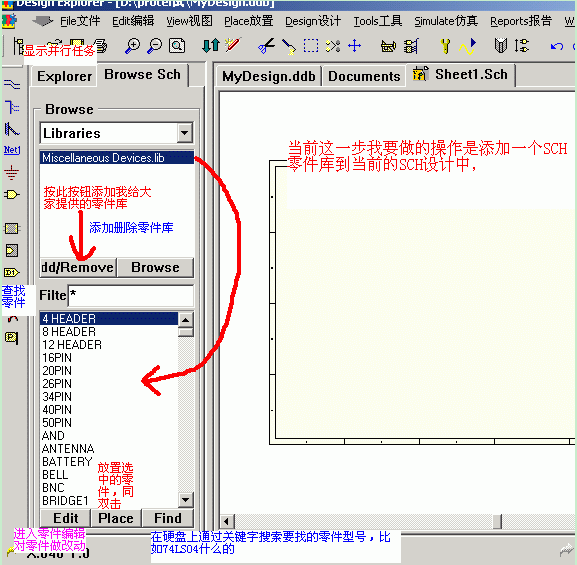 Design Explorer - [D:\protel试\MyDesign.ddb]
File文件 Edit编辑 View视图 Place放置 Design设计 Tools工具 Simulate仿真 Reports报告 W
显示并行任务
Explorer Browse Sch
MyDesign.ddb Documents Sheet1.Sch
Browse
Libraries
Miscellaneous Devices.lib
当前这一步我要做的操作是添加一个SCH
零件库到当前的SCH设计中,
Net1
按此按钮添加我给大
家提供的零件库
添加删除零件库
dd/Remove Browse
D1
查找
零件
Filte *
4 HEADER
8 HEADER
12 HEADER
16PIN
20PIN
26PIN
34PIN
40PIN
50PIN
AND
ANTENNA
BATTERY
BELL
BNC
BRIDGE1
放置选
中的零
件,同
双击
Edit Place Find
进入零件编辑
对零件做改动
在硬盘上通过关键字搜索要找的零件型号,比
如74LS04什么的